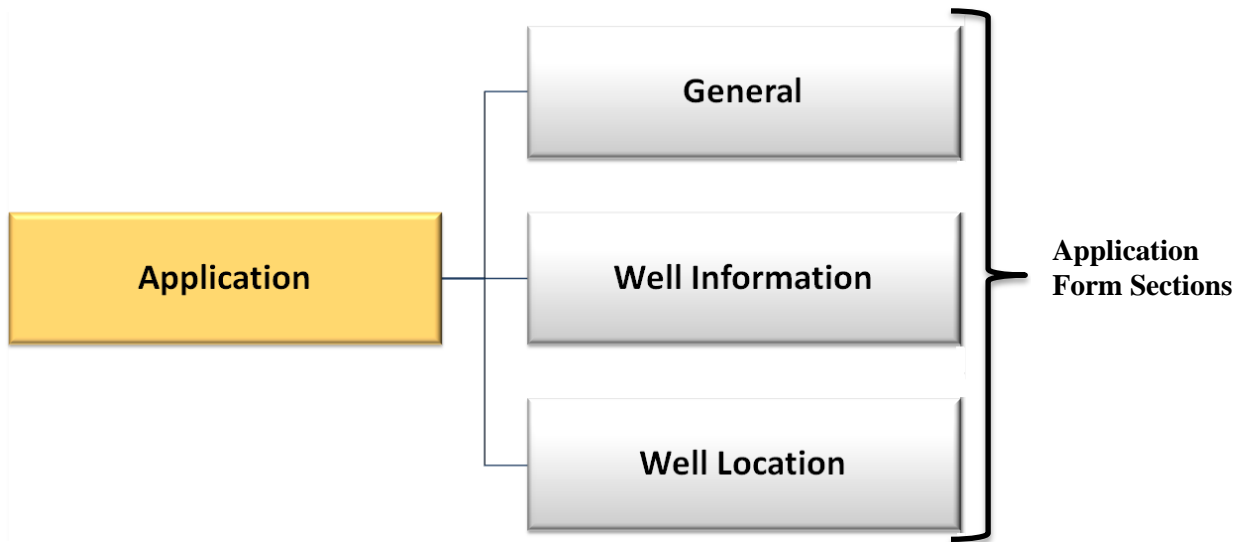 General
Application
Well Information
Well Location
Application
Form Sections